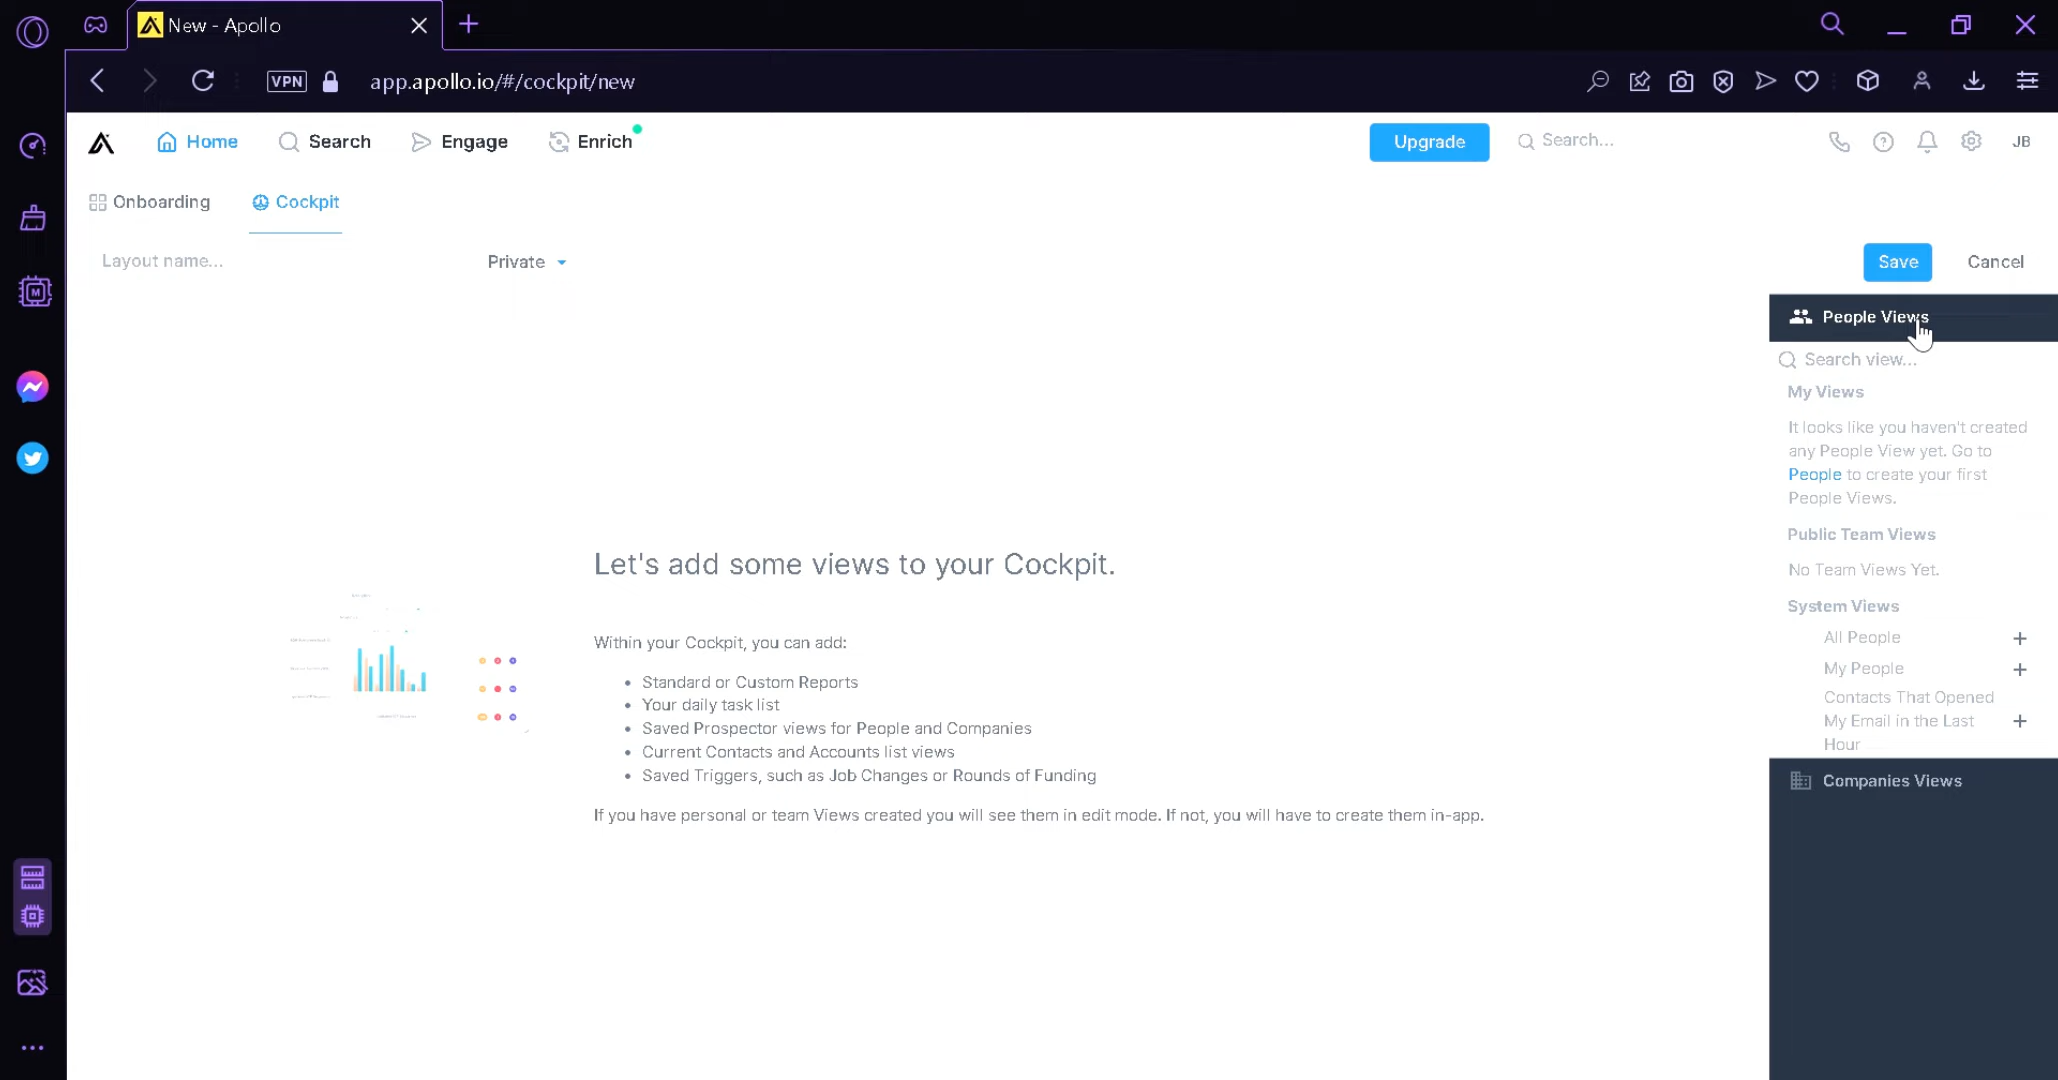 New - Apollo
VPN
app.apollo.io/#/cockpit/new
Home
Search
Engage
Enrich
Upgrade
Search...
JB
Onboarding
Cockpit
Layout name...
Private
Save
Cancel
People Views
Search view...
My Views
It looks like you haven't created
any People View yet. Go to
People to create your first
People Views.
Public Team Views
No Team Views Yet.
System Views
All People
My People
Contacts That Opened
My Email in the Last
Hour
Companies Views
Let's add some views to your Cockpit.
Within your Cockpit, you can add:
• Standard or Custom Reports
• Your daily task list
• Saved Prospector views for People and Companies
• Current Contacts and Accounts list views
• Saved Triggers, such as Job Changes or Rounds of Funding
If you have personal or team Views created you will see them in edit mode. If not, you will have to create them in-app.
M